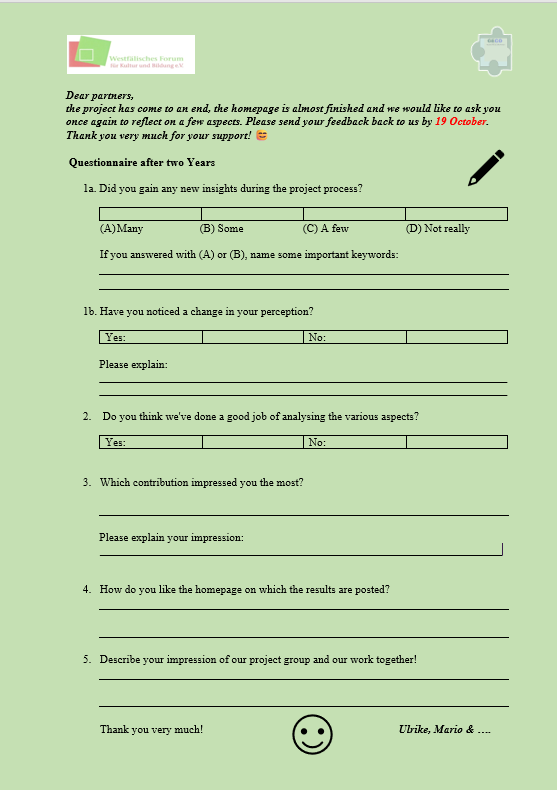 Westfälisches Forum
für Kultur und Bildung e.V.
Dear partners,
the project has come to an end, the homepage is almost finished and we would like to ask you
once again to reflect on a few aspects. Please send your feedback back to us by 19 October.
Thank you very much for your support! 😊
Questionnaire after two Years
1a. Did you gain any new insights during the project process?
(A)Many (B) Some (C) A few (D) Not really
If you answered with (A) or (B), name some important keywords:
1b. Have you noticed a change in your perception?
Yes: No:
Please explain:
2. Do you think we've done a good job of analysing the various aspects?
Yes: No:
3. Which contribution impressed you the most?
Please explain your impression:
4. How do you like the homepage on which the results are posted?
5. Describe your impression of our project group and our work together!
Thank you very much! Ulrike, Mario & ….